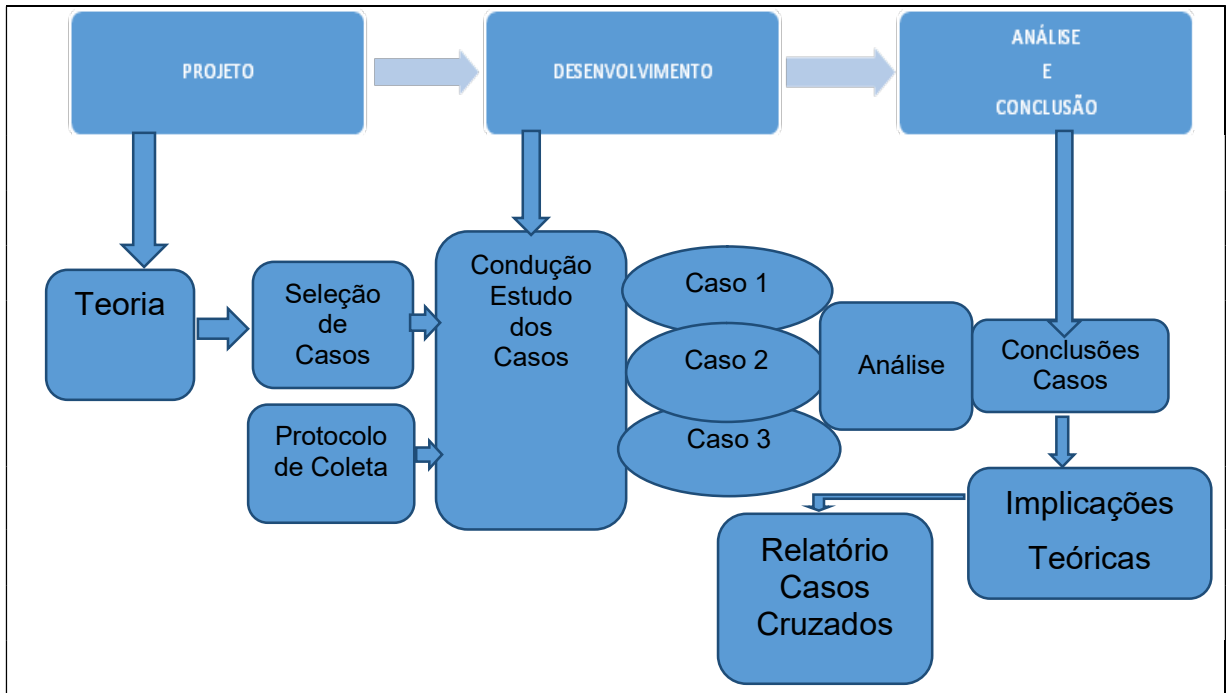 PROJETO
DESENVOLVIMENTO
ANÁLISE
E
CONCLUSÃO
Teoria
Seleção
de
Casos
Protocolo
de Coleta
Condução
Estudo
dos
Casos
Caso 1
Caso 2
Caso 3
Análise
Conclusões
Casos
Implicações
Teóricas
Relatório
Casos
Cruzados